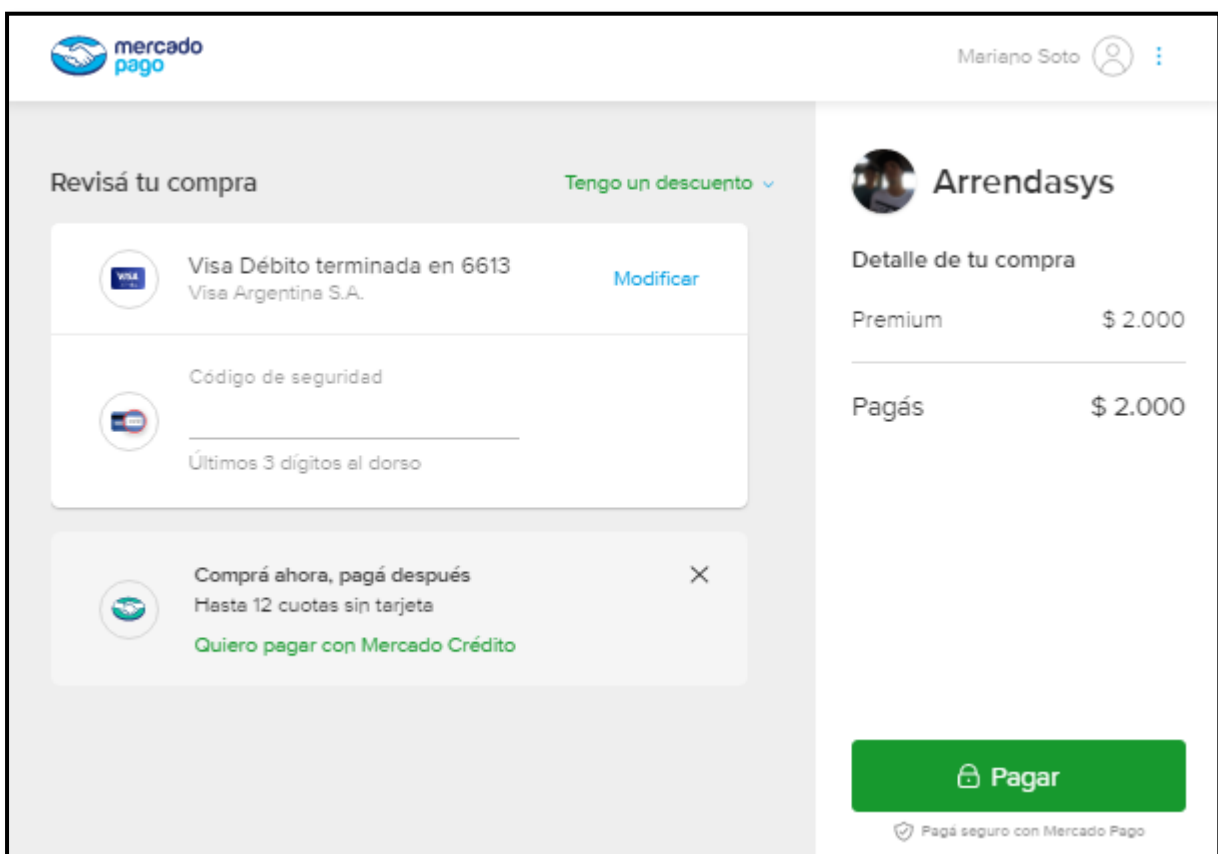 mercado
pago
Mariano Soto
Revisá tu compra
Tengo un descuento
Visa Débito terminada en 6613
Visa Argentina S.A.
Modificar
VISA
Código de seguridad
Últimos 3 dígitos al dorso
Comprá ahora, pagá después
Hasta 12 cuotas sin tarjeta
Quiero pagar con Mercado Crédito
Arrendasys
Detalle de tu compra
Premium $ 2.000
Pagás $ 2.000
Pagar
Pagá seguro con Mercado Pago